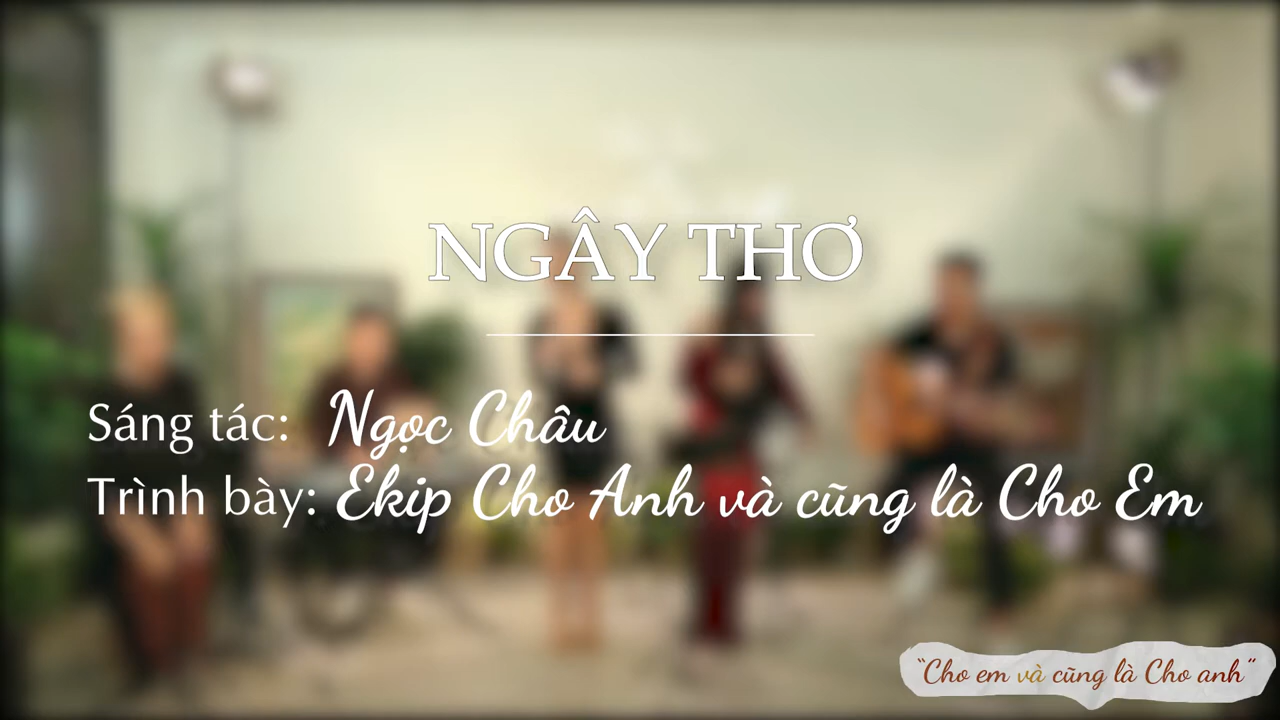 NGÂY THƠ
Sáng tác: Ngọc Châu
Trình bày: Ekip Cho Anh và cũng là Cho Em
"Cho em và cũng là Cho anh"